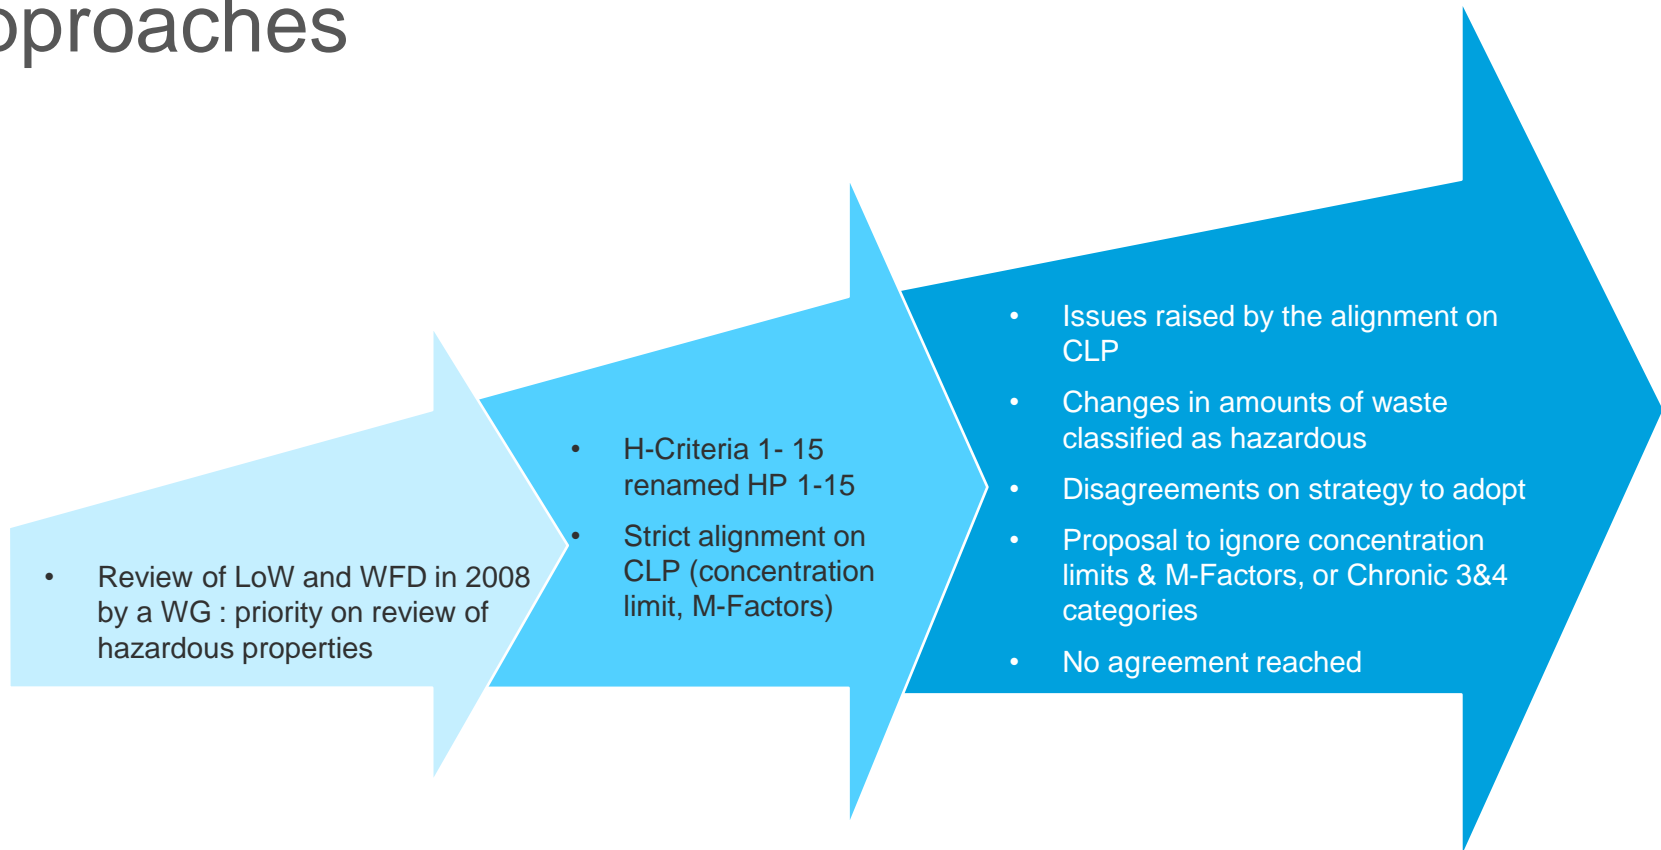 pproaches
• Review of LoW and WFD in 2008
by a WG : priority on review of
hazardous properties
• H-Criteria 1- 15
renamed HP 1-15
• Strict alignment on
CLP (concentration
limit, M-Factors)
• Issues raised by the alignment on
CLP
• Changes in amounts of waste
classified as hazardous
• Disagreements on strategy to adopt
• Proposal to ignore concentration
limits & M-Factors, or Chronic 3&4
categories
• No agreement reached